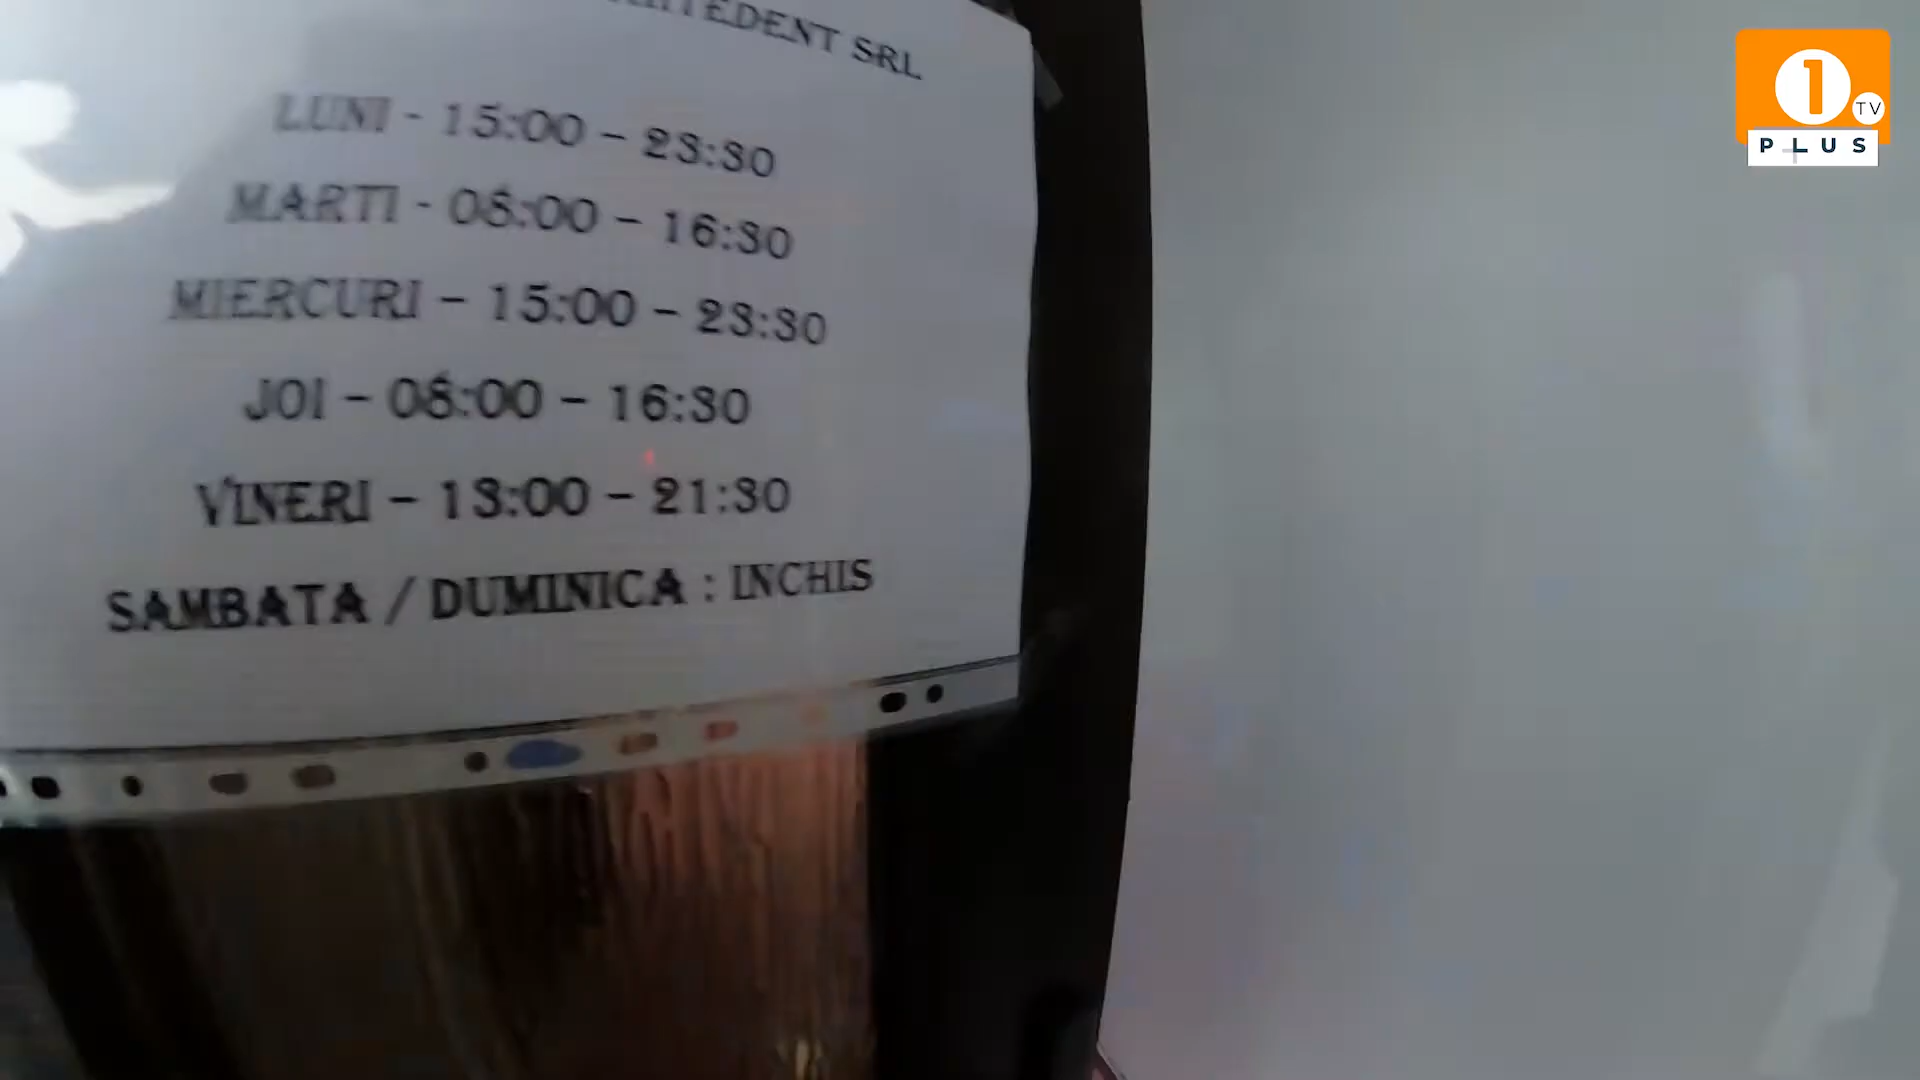 SRL
LUNI - 15:00 – 23:30
MARTI - 08:00 – 16:30
MIERCURI – 15:00 – 23:30
JOI – 08:00 – 16:30
VINERI – 13:00 – 21:30
SAMBATA / DUMINICA : INCHIS
1 TV
PLUS